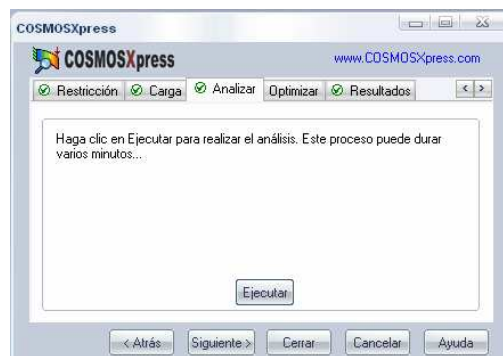 COSMOSXpress
COSMOSXpress www.COSMOSXpress.com
Restricción Carga Analizar Optimizar Resultados
Haga clic en Ejecutar para realizar el análisis. Este proceso puede durar
varios minutos...
Ejecutar
< Atrás Siguiente > Cerrar Cancelar Ayuda